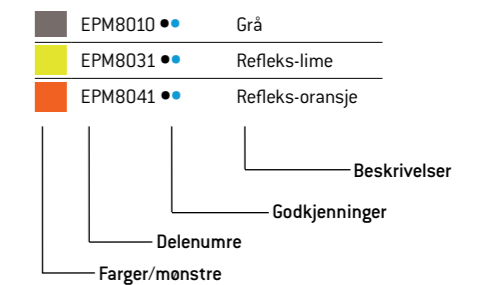 EPM8010 ●● Grå
EPM8031 ●● Refleks-lime
EPM8041 ●● Refleks-oransje
Beskrivelser
Godkjenninger
Delenumre
Farger/mønstre